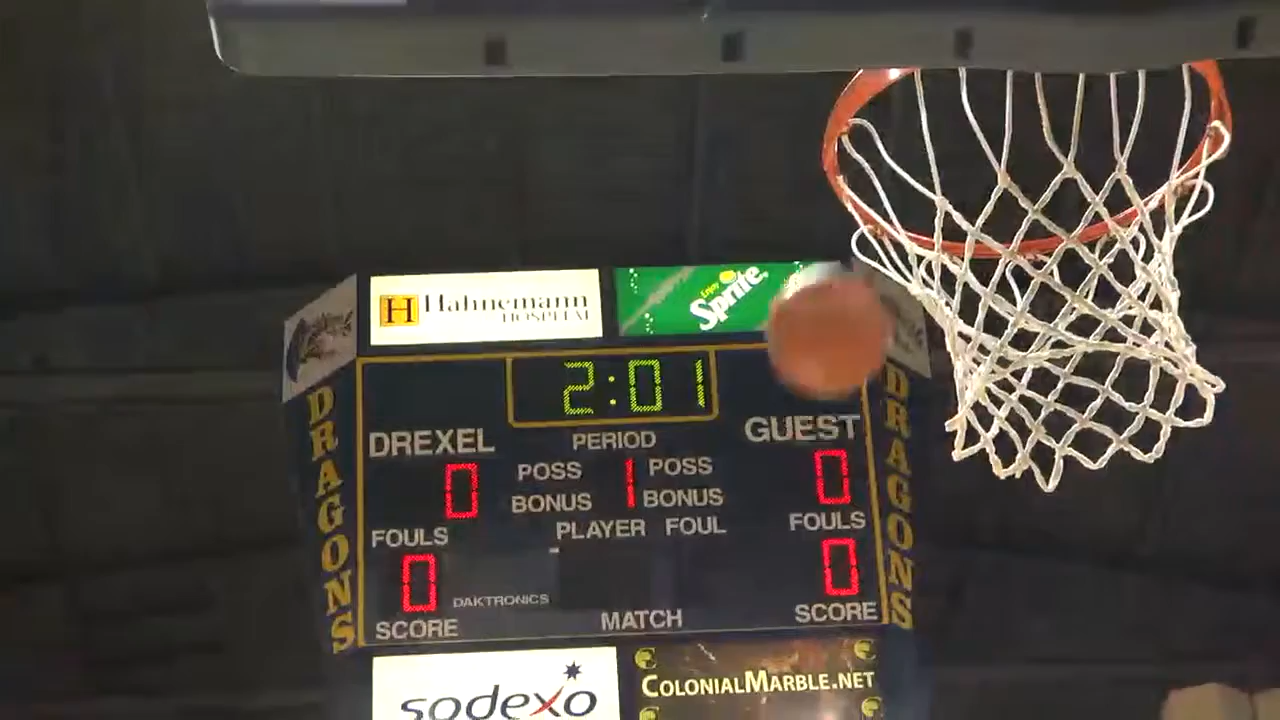 H Hahnemann
HOSPITAL
Enjoy
Sprite
2:01
DREXEL
PERIOD
GUEST
0
POSS
1
POSS
0
BONUS
BONUS
FOULS
PLAYER FOUL
FOULS
0
DAKTRONICS
0
SCORE
MATCH
SCORE
DRAGONS
DRAGONS
sodexo
COLONIALMARBLE.NET